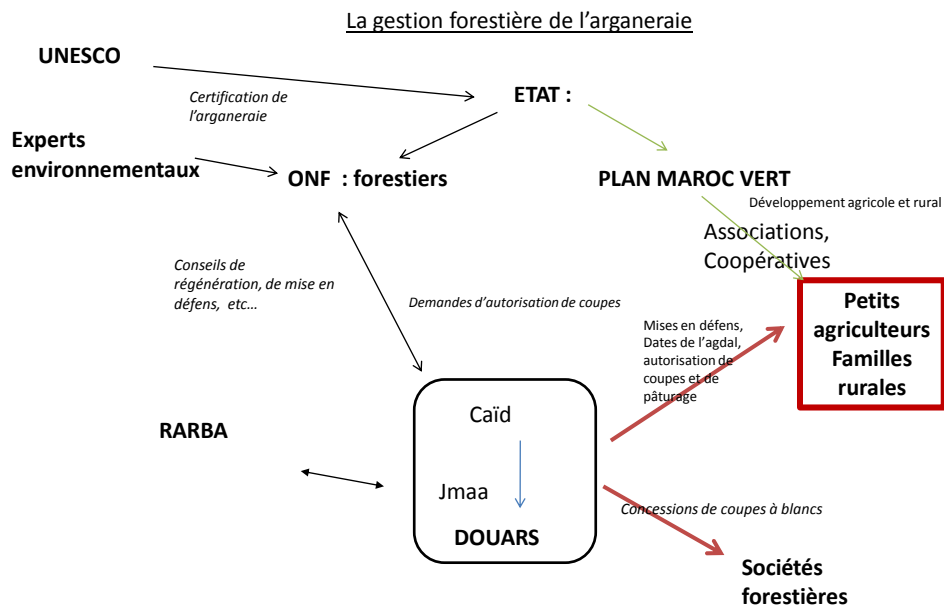 La gestion forestière de l'arganeraie
UNESCO
Certification de
l'arganeraie
ETAT :
Experts
environnementaux
ONF : forestiers
PLAN MAROC VERT
Développement agricole et rural
Associations,
Coopératives
Conseils de
régénération, de mise en
défens, etc…
Demandes d'autorisation de coupes
Petits
agriculteurs
Familles
rurales
Mises en défens,
Dates de l'agdal,
autorisation de
coupes et de
pâturage
RARBA
Caïd
Jmaa
DOUARS
Concessions de coupes à blancs
Sociétés
forestières